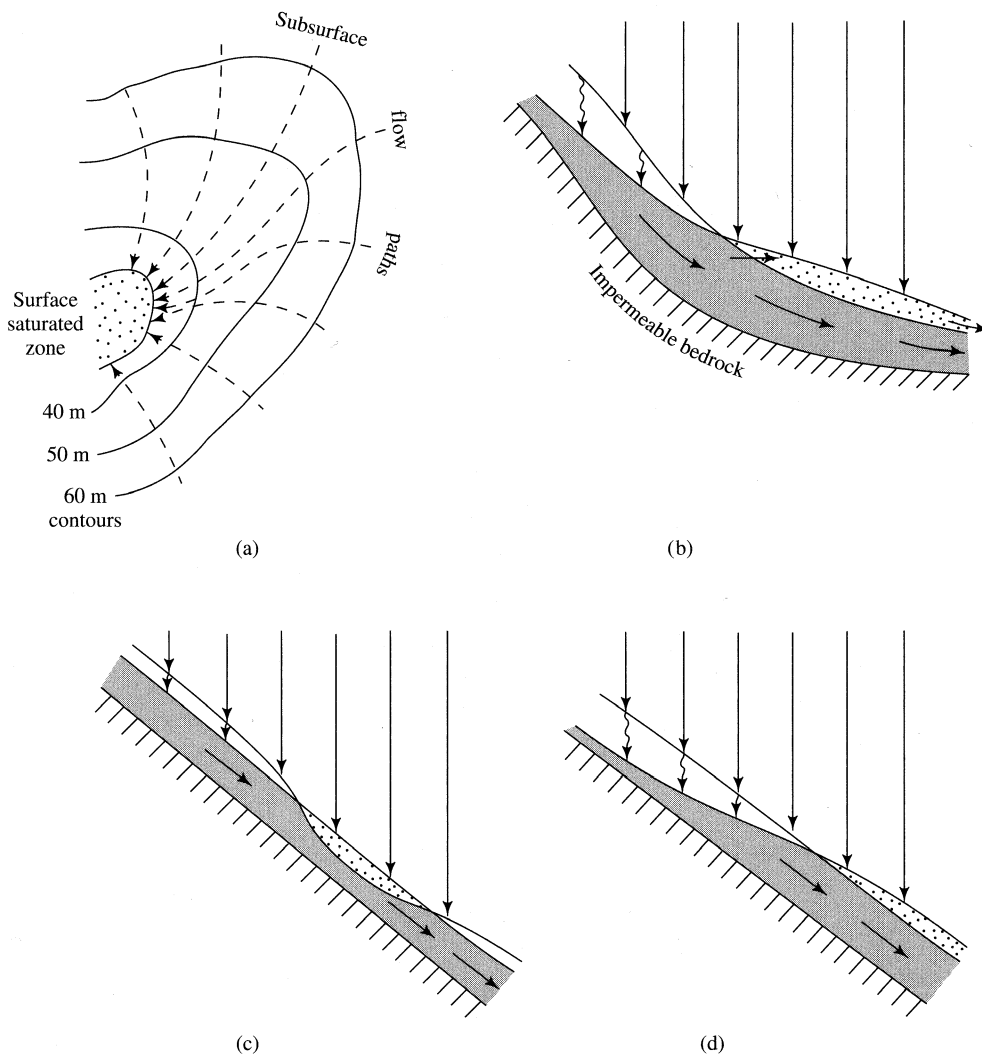 Subsurface
flow
paths
Surface
saturated
zone
40 m
50 m
60 m
contours
(a)
Impermeable bedrock
(b)
(c)
(d)